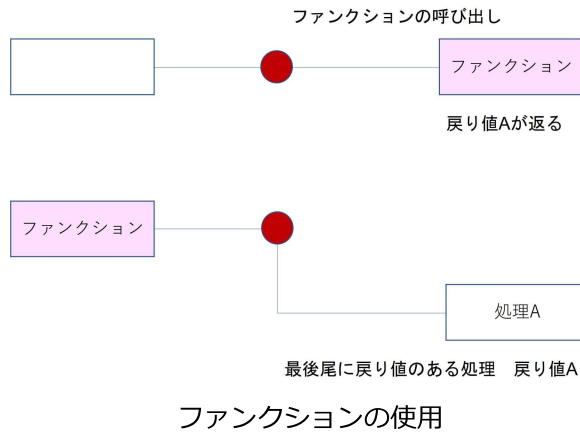 ファンクションの呼び出し
ファンクション
戻り値Aが返る
ファンクション
処理A
最後尾に戻り値のある処理　戻り値A
ファンクションの使用